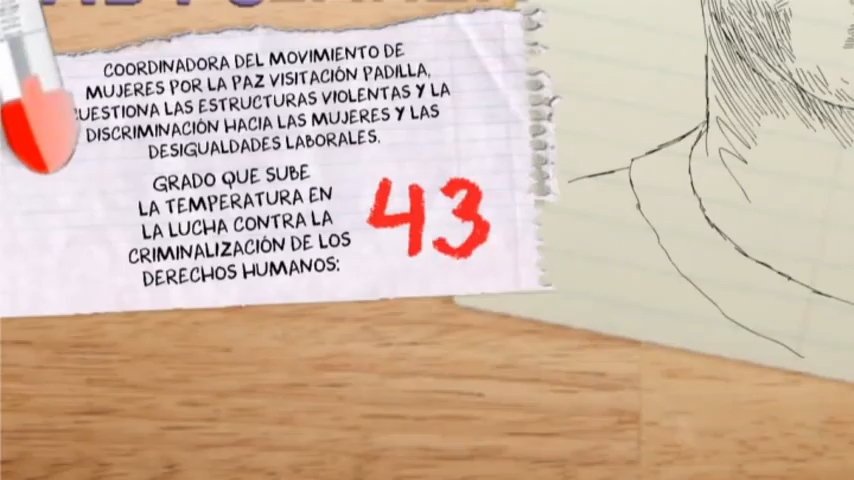 COORDINADORA DEL MOVIMIENTO DE
MUJERES POR LA PAZ VISITACIÓN PADILLA,
CUESTIONA LAS ESTRUCTURAS VIOLENTAS Y LA
DISCRIMINACIÓN HACIA LAS MUJERES Y LAS
DESIGUALDADES LABORALES.
GRADO QUE SUBE
LA TEMPERATURA EN
LA LUCHA CONTRA LA
CRIMINALIZACIÓN DE LOS
DERECHOS HUMANOS:
43